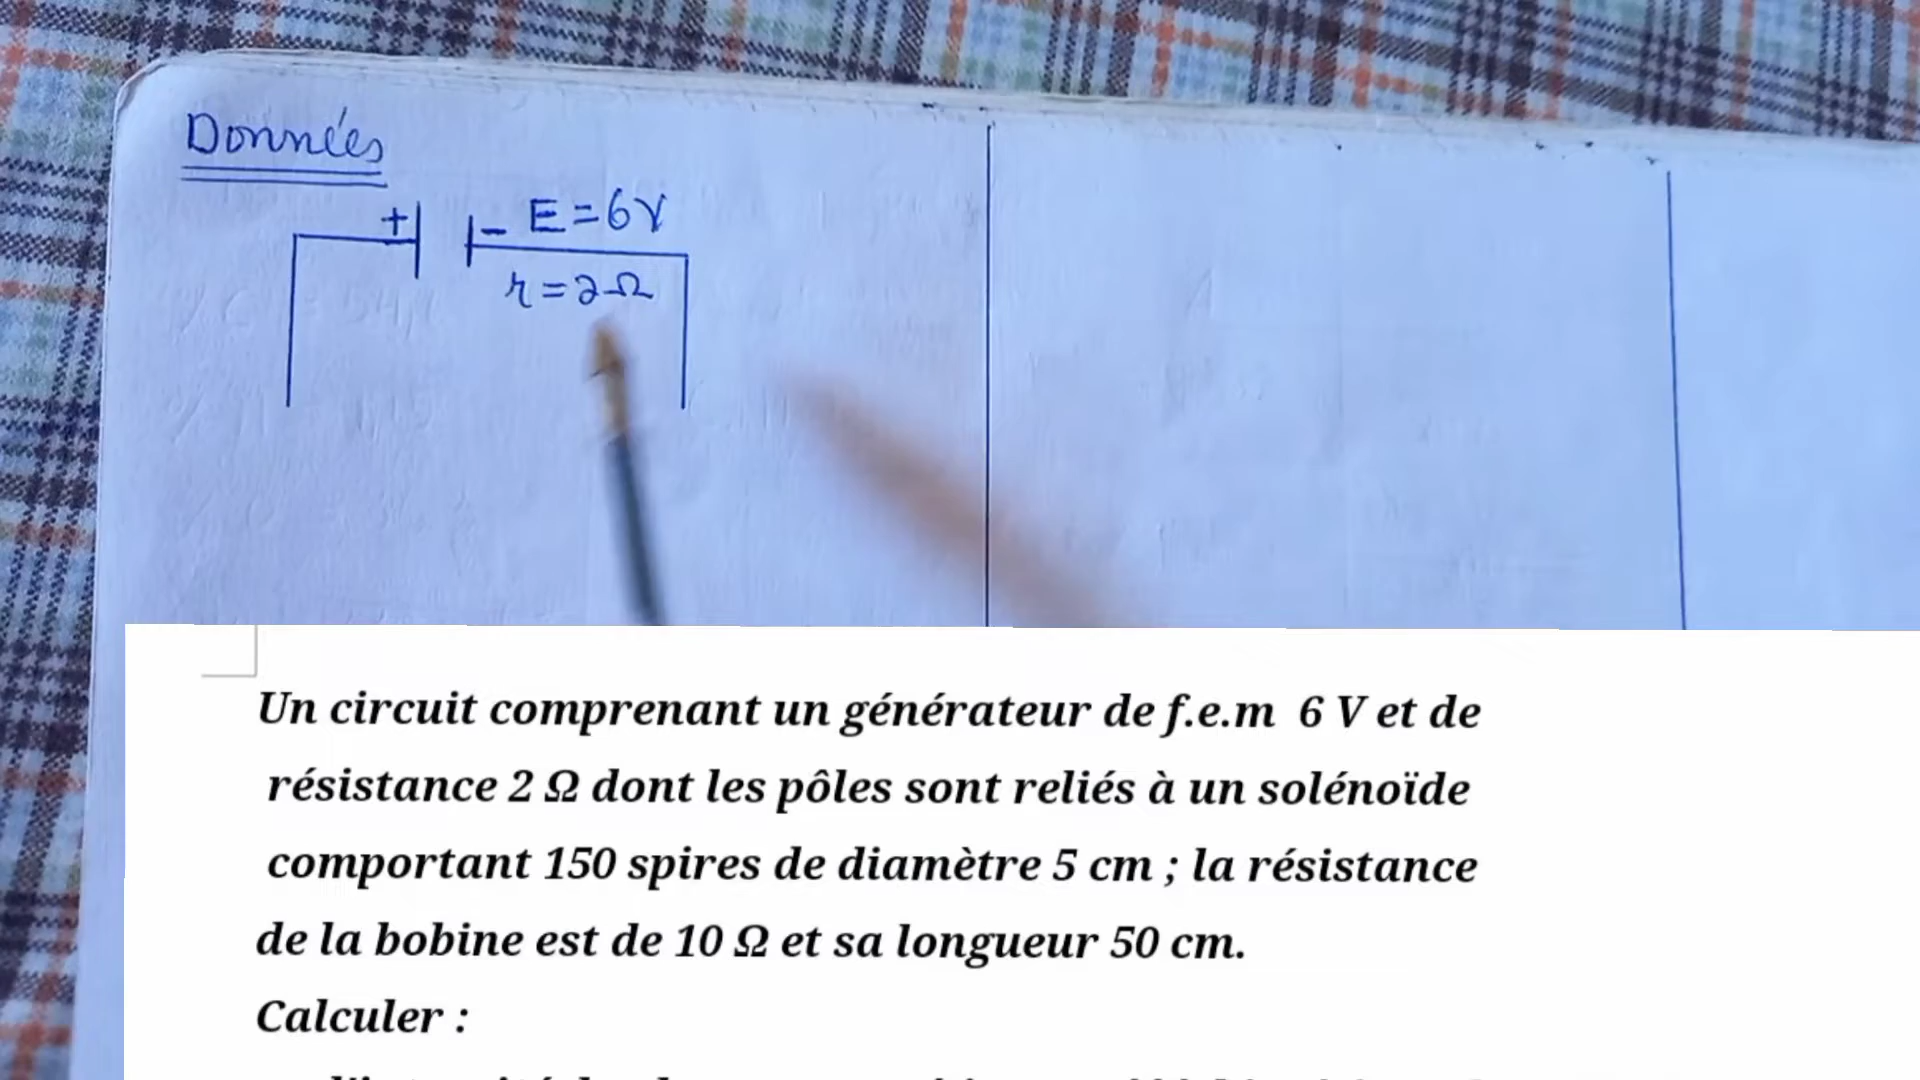 Données
+ - E = 6V
r = 2Ω
Un circuit comprenant un générateur de f.e.m 6 V et de
résistance 2 Ω dont les pôles sont reliés à un solénoïde
comportant 150 spires de diamètre 5 cm ; la résistance
de la bobine est de 10 Ω et sa longueur 50 cm.
Calculer :